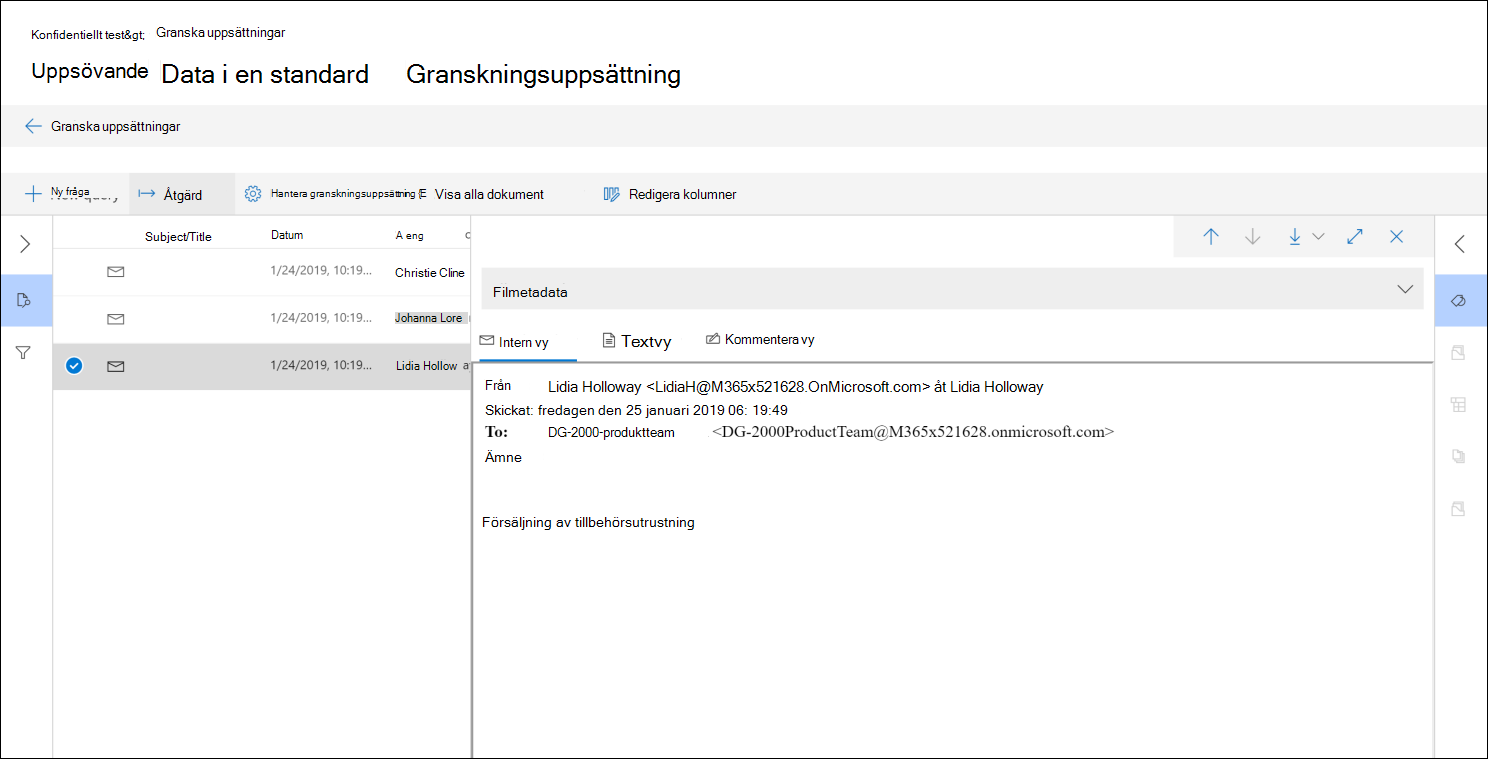 Konfidentiellt test&gt; Granska uppsättningar
Uppsövande Data i en standard Granskningsuppsättning
Granska uppsättningar
Ny fråga Åtgärd Hantera granskningsuppsättning (E Visa alla dokument Redigera kolumner
Subject/Title Datum A eng
1/24/2019, 10:19... Christie Cline
1/24/2019, 10:19... Johanna Lore
1/24/2019, 10:19... Lidia Hollow a
Filmetadata
Intern vy Textvy Kommentera vy
Från Lidia Holloway <LidiaH@M365x521628.OnMicrosoft.com> åt Lidia Holloway
Skickat: fredagen den 25 januari 2019 06: 19:49
To: DG-2000-produktteam <DG-2000ProductTeam@M365x521628.onmicrosoft.com>
Ämne
Försäljning av tillbehörsutrustning